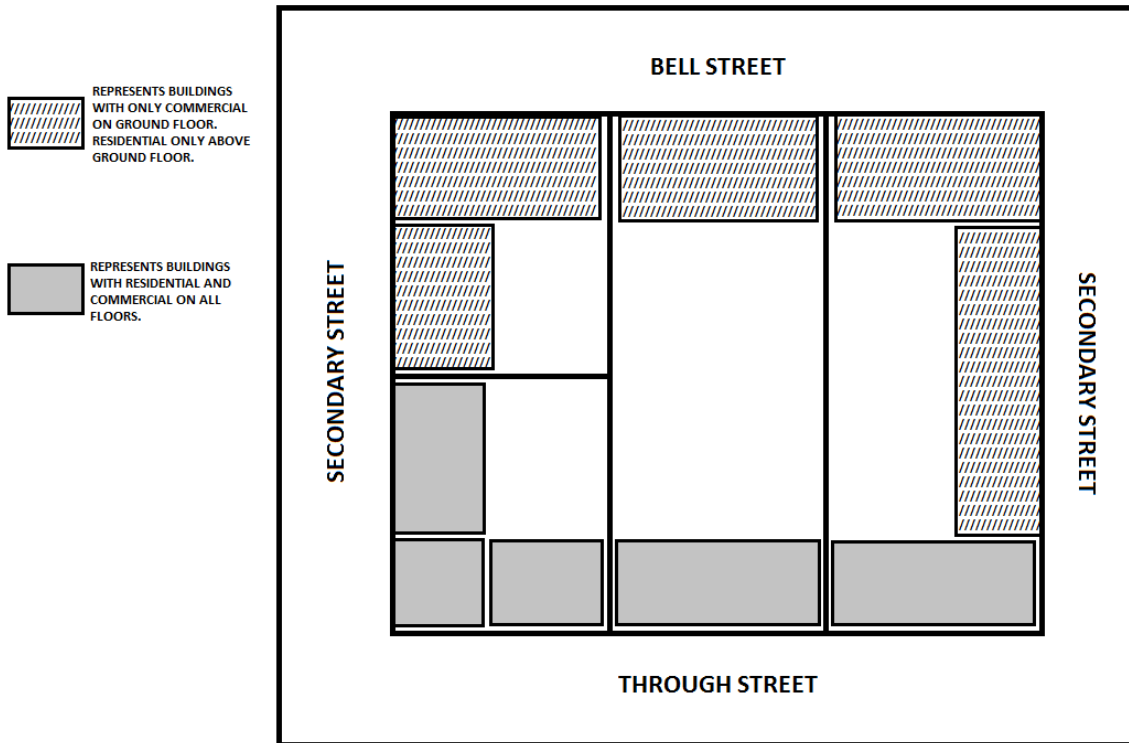 REPRESENTS BUILDINGS
WITH ONLY COMMERCIAL
ON GROUND FLOOR.
RESIDENTIAL ONLY ABOVE
GROUND FLOOR.
REPRESENTS BUILDINGS
WITH RESIDENTIAL AND
COMMERCIAL ON ALL
FLOORS.
BELL STREET
SECONDARY STREET
SECONDARY STREET
THROUGH STREET